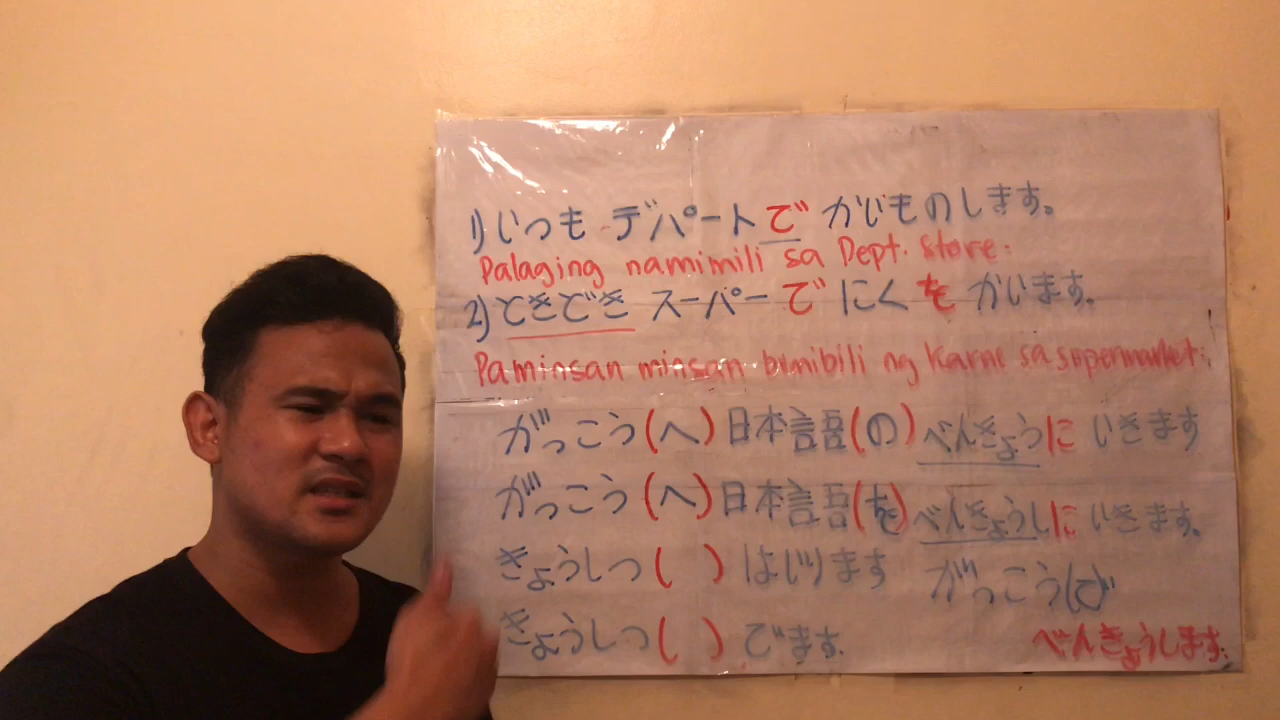 1) いつも デパートで かいものします。
Palaging namimili sa Dept. store.
2) ときどき スーパーで にくを かいます。
Paminsan minsan bumibili ng Karne sa supermarket.
がっこう(へ)日本言吾(の)べんきょうに いきます
がっこう(へ)日本言吾(を)べんきょうしに いきます。
きょうしつ( )はいります がっこう(で)
きょうしつ( )でます。 べんきょうします。